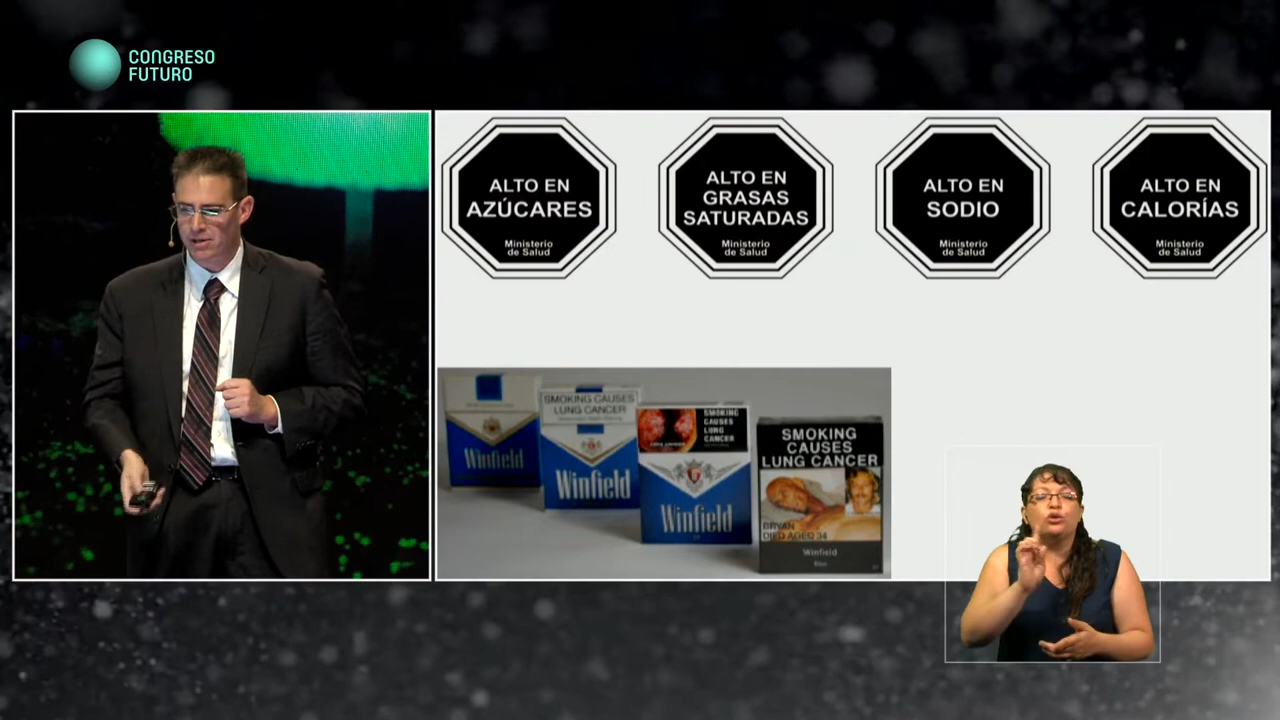 CONGRESO
FUTURO
ALTO EN
AZÚCARES
Ministerio
de Salud
ALTO EN
GRASAS
SATURADAS
Ministerio
de Salud
ALTO EN
SODIO
Ministerio
de Salud
ALTO EN
CALORÍAS
Ministerio
de Salud
Winfield
SMOKING CAUSES
LUNG CANCER
Winfield
SMOKING
CAUSES
LUNG
CANCER
Winfield
SMOKING
CAUSES
LUNG CANCER
BRYAN
DIED AGED 34
Winfield
Blue